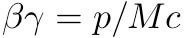 βγ = p/Mc